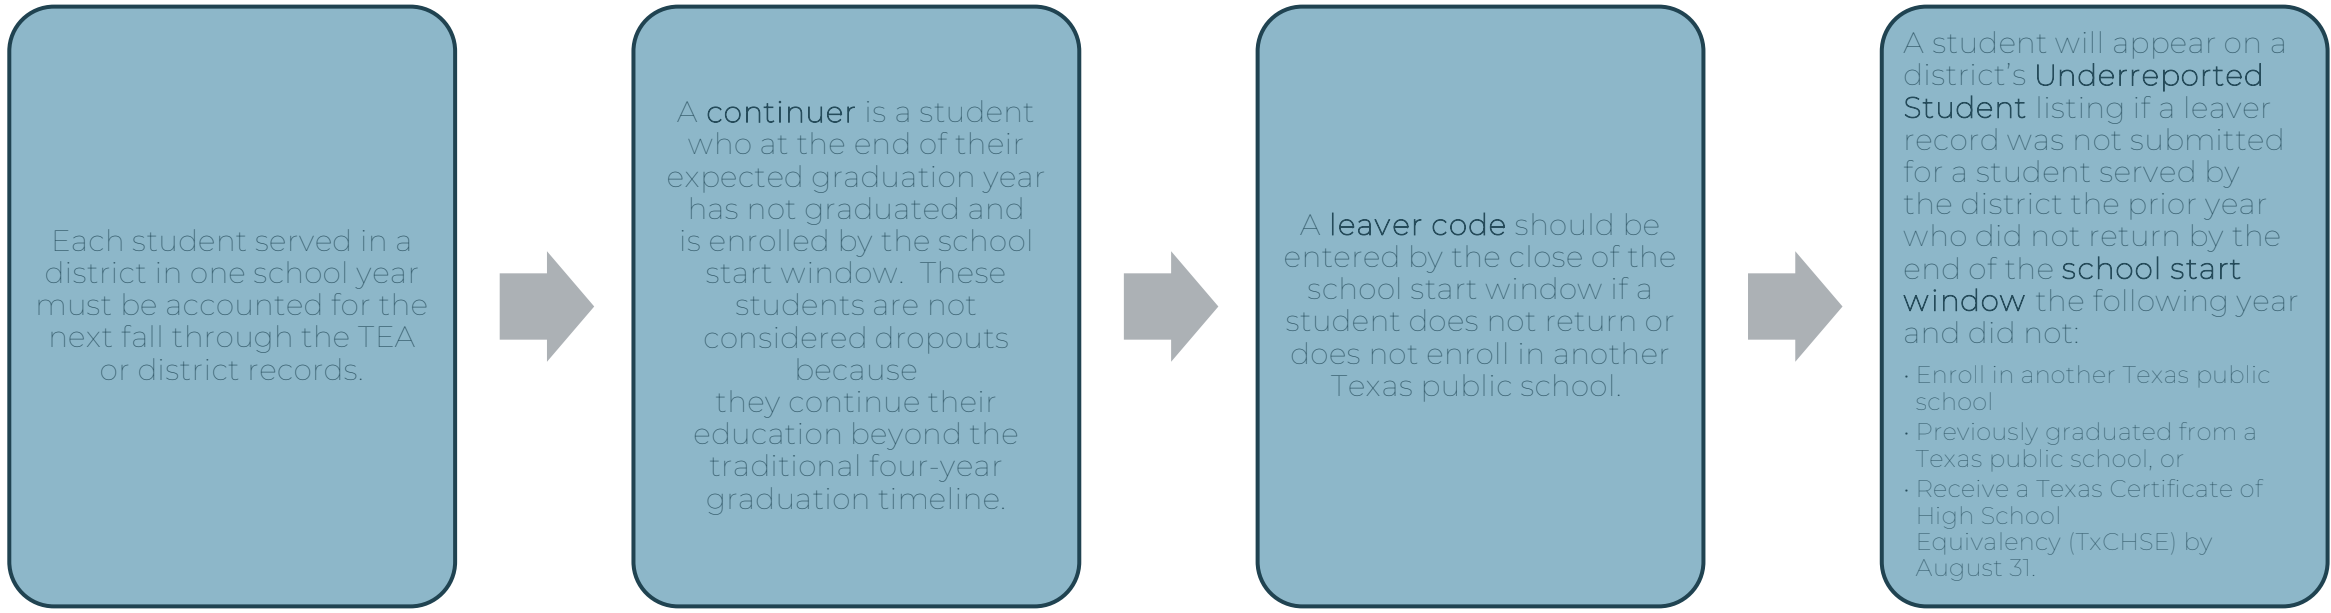 Each student served in a
district in one school year
must be accounted for the
next fall through the TEA
or district records.
A continuer is a student
who at the end of their
expected graduation year
has not graduated and
is enrolled by the school
start window.  These
students are not
considered dropouts
because
they continue their
education beyond the
traditional four-year
graduation timeline.
A leaver code should be
entered by the close of the
school start window if a
student does not return or
does not enroll in another
Texas public school.
A student will appear on a
district’s Underreported
Student listing if a leaver
record was not submitted
for a student served by
the district the prior year
who did not return by the
end of the school start
window the following year
and did not:
• Enroll in another Texas public
school
• Previously graduated from a
Texas public school, or
• Receive a Texas Certificate of
High School
Equivalency (TxCHSE) by
August 31.